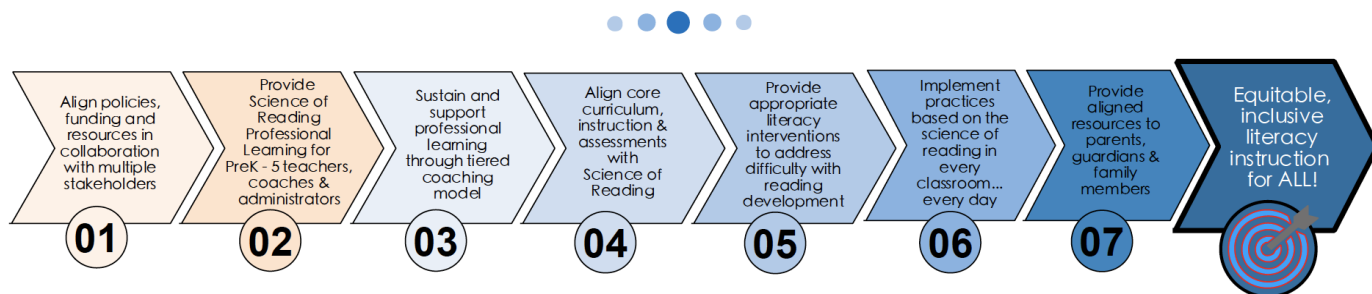 Align policies,
funding and
resources in
collaboration
with multiple
stakeholders
01
Provide
Science of
Reading
Professional
Learning for
PreK - 5 teachers,
coaches &
administrators
02
Sustain and
support
professional
learning
through tiered
coaching
model
03
Align core
curriculum,
instruction &
assessments
with
Science of
Reading
04
Provide
appropriate
literacy
interventions
to address
difficulty with
reading
development
05
Implement
practices
based on the
science of
reading in
every
classroom...
every day
06
Provide
aligned
resources to
parents,
guardians &
family
members
07
Equitable,
inclusive
literacy
instruction
for ALL!